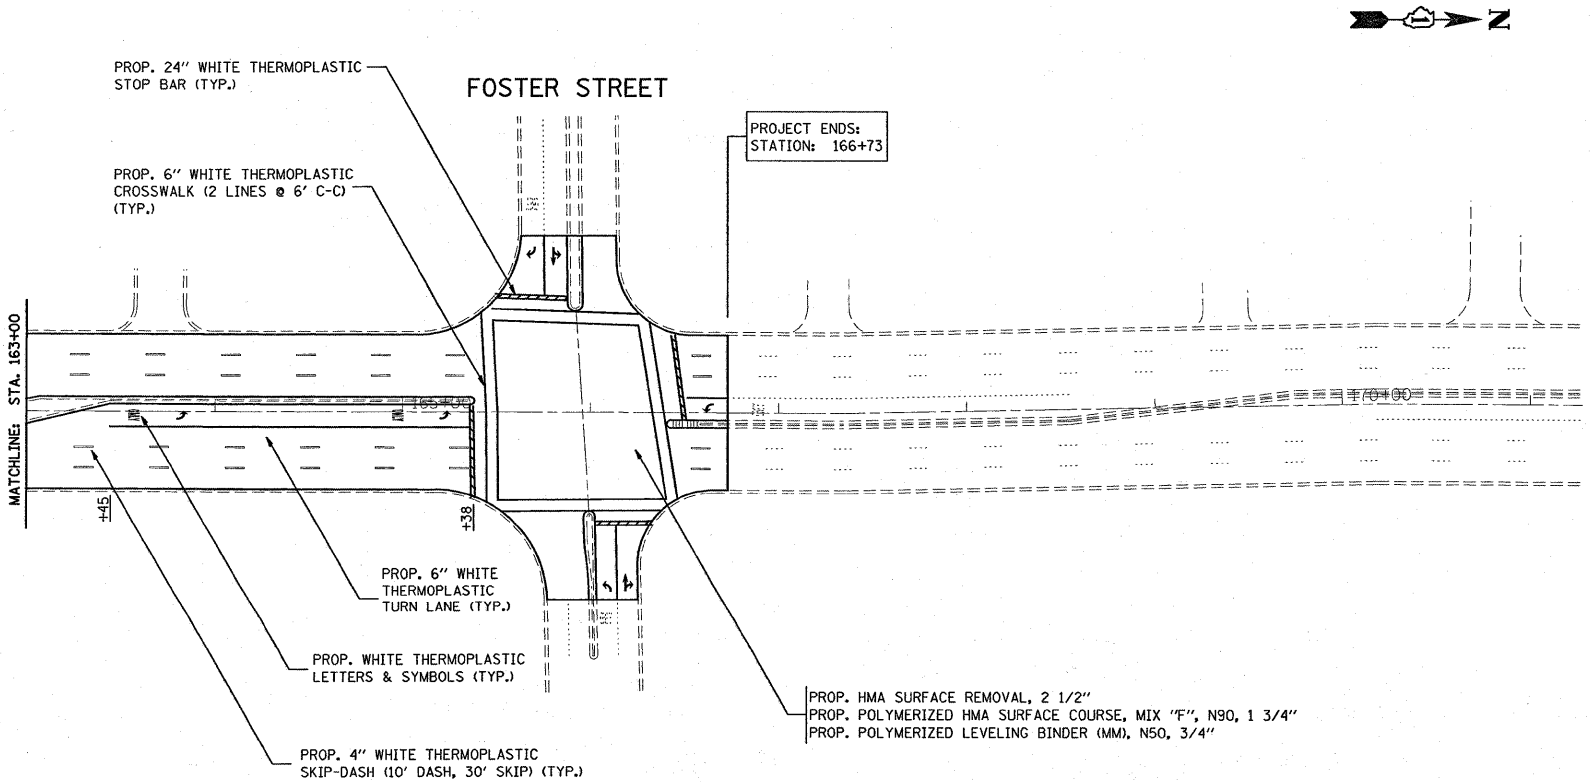 N
PROP. 24" WHITE THERMOPLASTIC
STOP BAR (TYP.)
FOSTER STREET
PROJECT ENDS:
STATION: 166+73
PROP. 6" WHITE THERMOPLASTIC
CROSSWALK (2 LINES @ 6' C-C)
(TYP.)
MATCHLINE: STA. 163+00
165+00
170+00
+45
+38
PROP. 6" WHITE
THERMOPLASTIC
TURN LANE (TYP.)
PROP. WHITE THERMOPLASTIC
LETTERS & SYMBOLS (TYP.)
PROP. HMA SURFACE REMOVAL, 2 1/2"
PROP. POLYMERIZED HMA SURFACE COURSE, MIX "F", N90, 1 3/4"
PROP. POLYMERIZED LEVELING BINDER (MM), N50, 3/4"
PROP. 4" WHITE THERMOPLASTIC
SKIP-DASH (10' DASH, 30' SKIP) (TYP.)